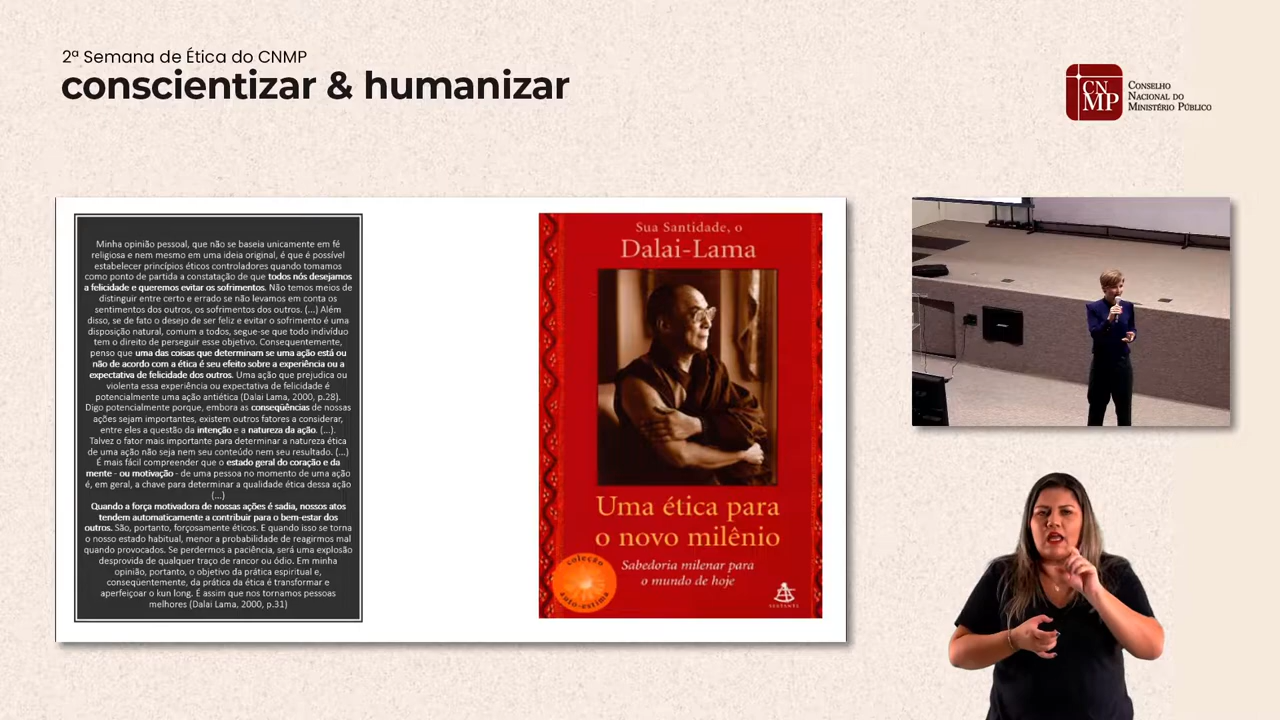 2ª Semana de Ética do CNMP
conscientizar & humanizar
CN
MP
Conselho
Nacional do
Ministério Público
Minha opinião pessoal, que não se baseia unicamente em fé
religiosa e nem mesmo em uma ideia original, é que é possível
estabelecer princípios éticos controladores quando tomamos
como ponto de partida a constatação de que todos nós desejamos
a felicidade e queremos evitar os sofrimentos. Não temos meios de
distinguir entre certo e errado se não levamos em conta os
sentimentos dos outros, os sofrimentos dos outros. (...) Além
disso, se de fato o desejo de ser feliz e evitar o sofrimento é uma
disposição natural, comum a todos, segue-se que todo indivíduo
tem o direito de perseguir esse objetivo. Consequentemente,
penso que uma das coisas que determinam se uma ação está ou
não de acordo com a ética é seu efeito sobre a experiência ou a
expectativa de felicidade dos outros. Uma ação que prejudica ou
violenta essa experiência ou expectativa de felicidade é
potencialmente uma ação antiética (Dalai Lama, 2000, p.28).
Digo potencialmente porque, embora as conseqüências de nossas
ações sejam importantes, existem outros fatores a considerar,
entre eles a questão da intenção e a natureza da ação. (...).
Talvez o fator mais importante para determinar a natureza ética
de uma ação não seja nem seu conteúdo nem seu resultado. (...)
É mais fácil compreender que o estado geral do coração e da
mente - ou motivação - de uma pessoa no momento de uma ação
é, em geral, a chave para determinar a qualidade ética dessa ação
(...)
Quando a força motivadora de nossas ações é sadia, nossos atos
tendem automaticamente a contribuir para o bem-estar dos
outros. São, portanto, forçosamente éticos. E quando isso se torna
o nosso estado habitual, menor a probabilidade de reagirmos mal
quando provocados. Se perdermos a paciência, será uma explosão
desprovida de qualquer traço de rancor ou ódio. Em minha
opinião, portanto, o objetivo da prática espiritual e,
conseqüentemente, da prática da ética é transformar e
aperfeiçoar o kun long. É assim que nos tornamos pessoas
melhores (Dalai Lama, 2000, p.31)
Sua Santidade, o
Dalai-Lama
Uma ética para
o novo milênio
Sabedoria milenar para
o mundo de hoje
coleção
auto-estima
SEXTANTE